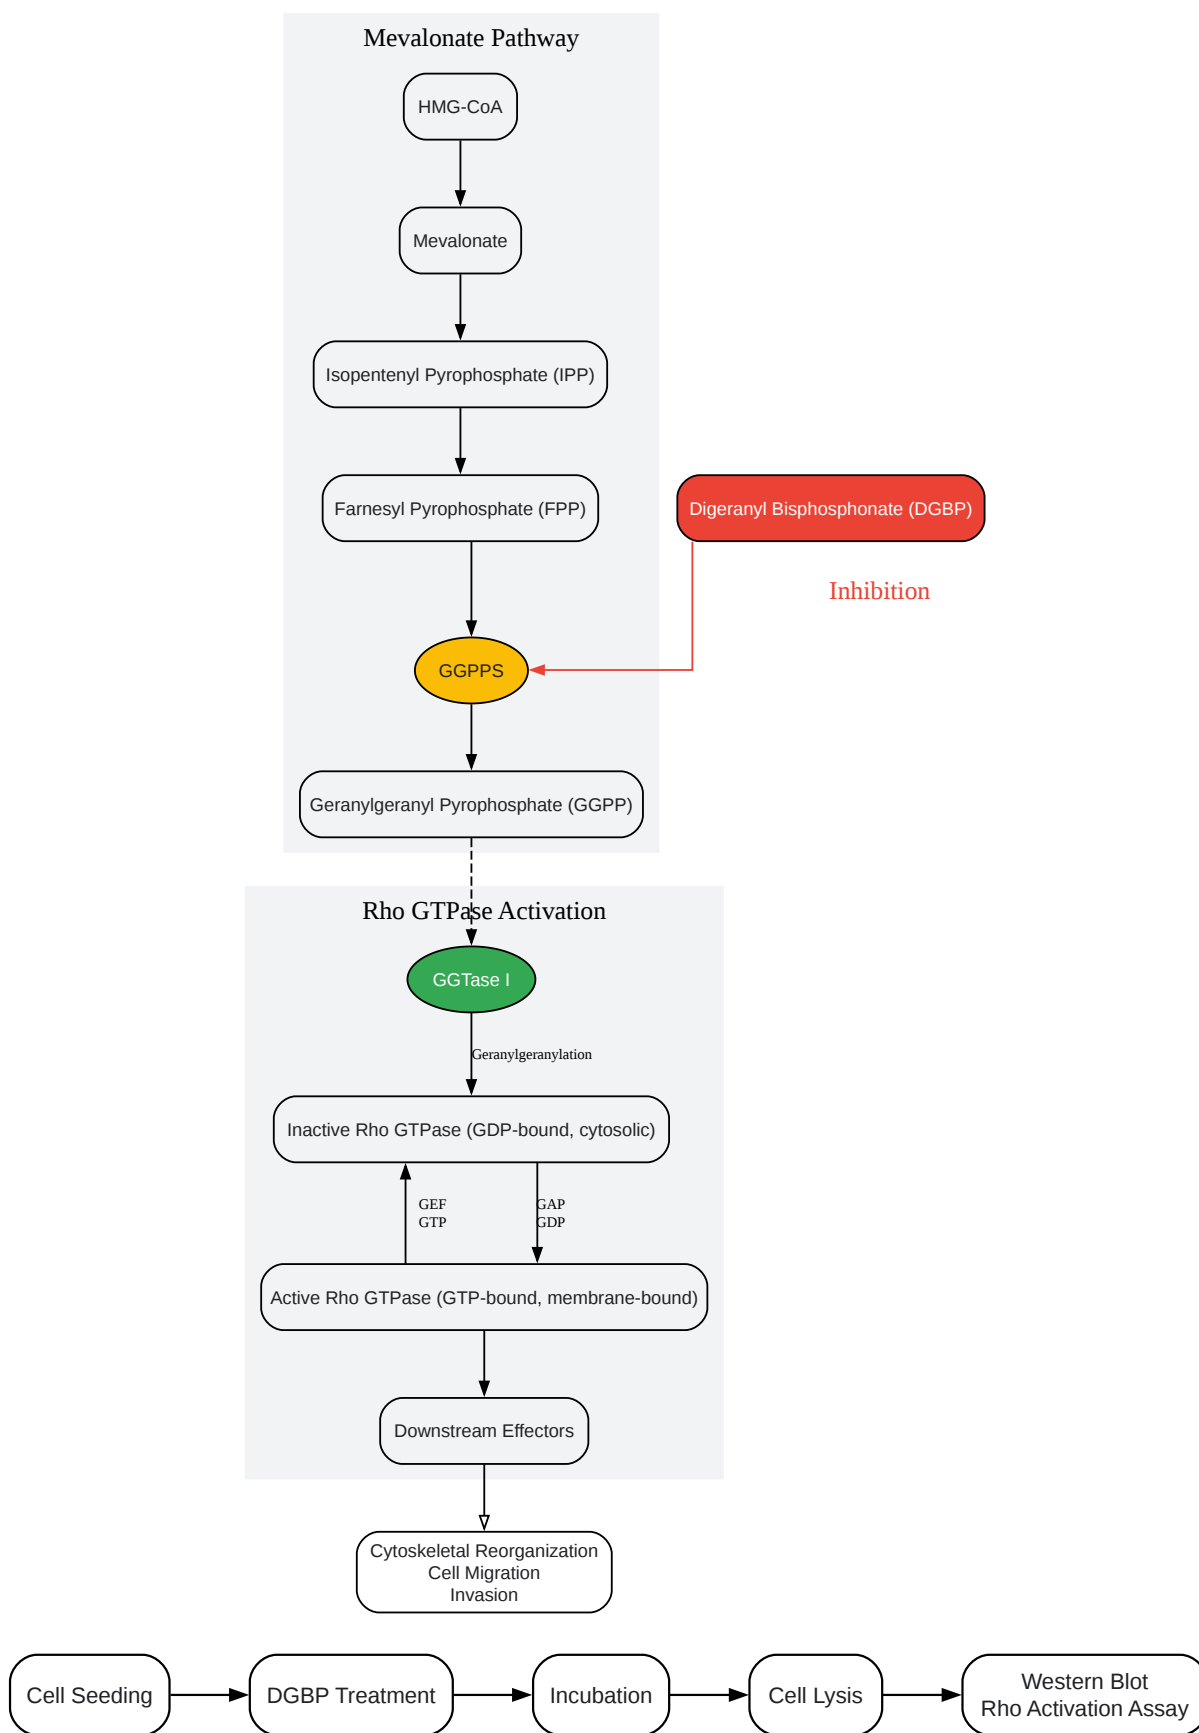 Mevalonate Pathway
HMG-CoA
Mevalonate
Isopentenyl Pyrophosphate (IPP)
Farnesyl Pyrophosphate (FPP)
Digeranyl Bisphosphonate (DGBP)
Inhibition
GGPPS
Geranylgeranyl Pyrophosphate (GGPP)
Rho GTPase Activation
GGTase I
Geranylgeranylation
Inactive Rho GTPase (GDP-bound, cytosolic)
GEF
GTP
GAP
GDP
Active Rho GTPase (GTP-bound, membrane-bound)
Downstream Effectors
Cytoskeletal Reorganization
Cell Migration
Invasion
Cell Seeding
DGBP Treatment
Incubation
Cell Lysis
Western Blot
Rho Activation Assay